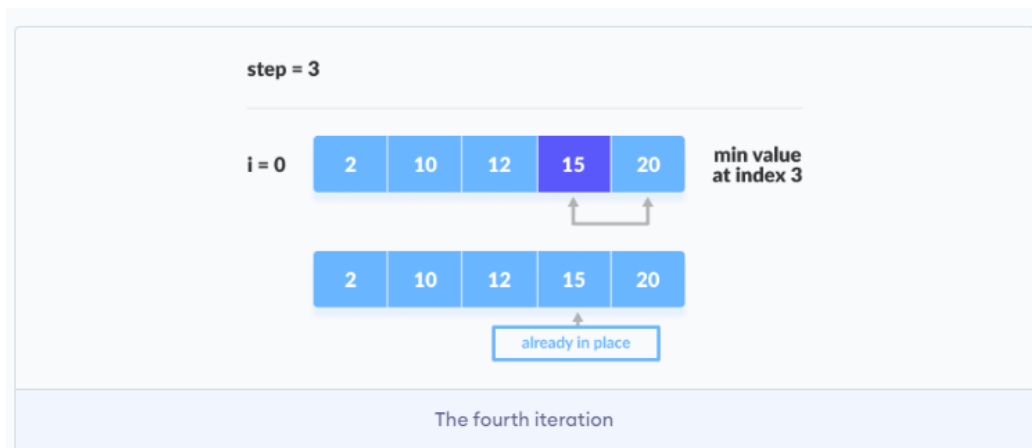 step = 3
i = 0 2 10 12 15 20 min value
at index 3
2 10 12 15 20
already in place
The fourth iteration